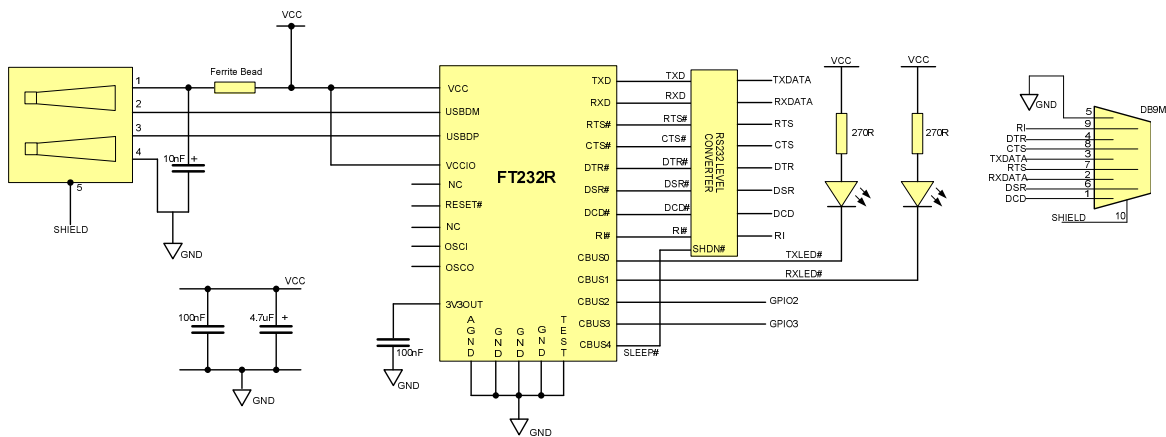 VCC
Ferrite Bead
1
2
3
4
5
SHIELD
10nF +
GND
VCC
100nF
4.7uF +
GND
FT232R
VCC
USBDM
USBDP
VCCIO
NC
RESET#
NC
OSCI
OSCO
3V3OUT
100nF
GND
AGND
GND
GND
GND
TEST
GND
TXD
RXD
RTS#
CTS#
DTR#
DSR#
DCD#
RI#
CBUS0
CBUS1
CBUS2
CBUS3
CBUS4
TXD
RXD
RTS#
CTS#
DTR#
DSR#
DCD#
RI#
SLEEP#
RS232 LEVEL
CONVERTER
SHDN#
TXDATA
RXDATA
RTS
CTS
DTR
DSR
DCD
RI
TXLED#
RXLED#
GPIO2
GPIO3
VCC
270R
VCC
270R
GND
DB9M
5
RI 9
DTR 4
CTS 8
TXDATA 3
RTS 7
RXDATA 2
DSR 6
DCD 1
SHIELD 10